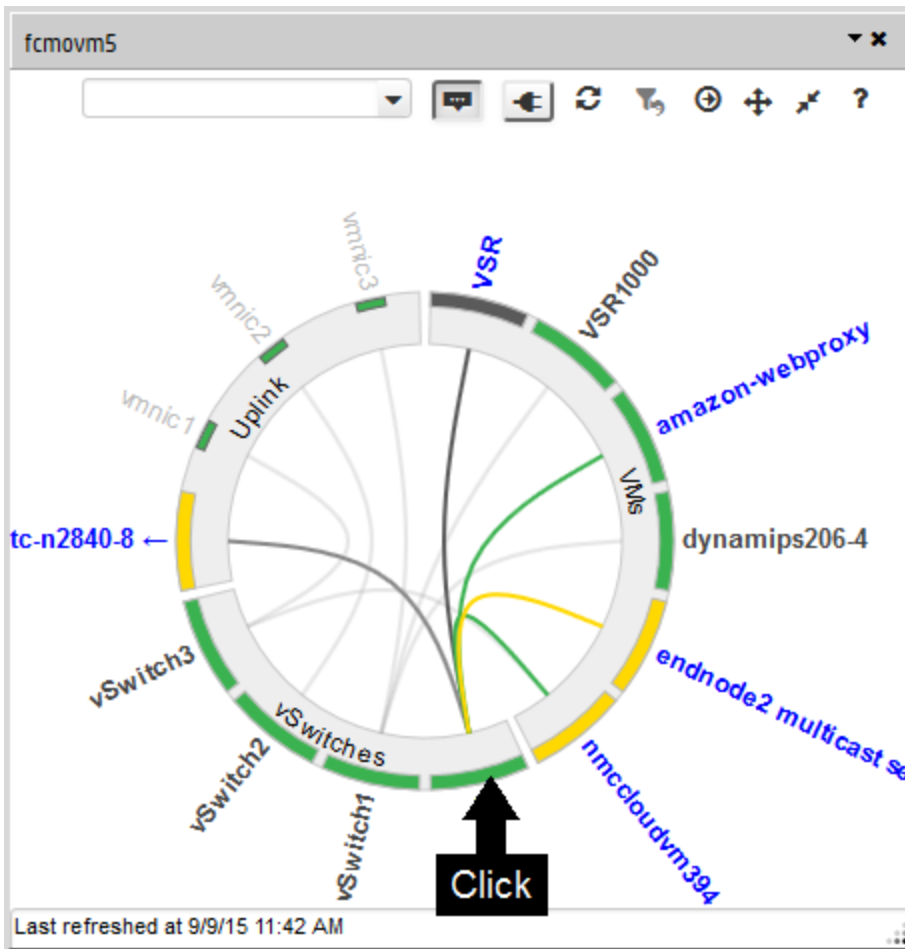 fcmovm5
?
vmnic3
VSR
VSR1000
vmnic2
amazon-webproxy
vmnic1
Uplink
VMs
tc-n2840-8 ←
dynamips206-4
vSwitch3
endnode2 multicast se
vSwitches
vSwitch2
nmccloudvm394
vSwitch1
Click
Last refreshed at 9/9/15 11:42 AM